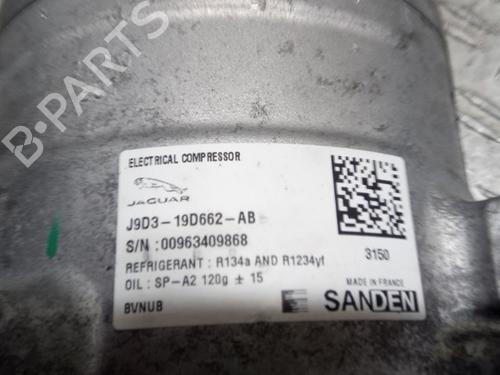 B-PARTS
ELECTRICAL COMPRESSOR
JAGUAR
J9D3-19D662-AB
S/N :00963409868
REFRIGERANT : R134a AND R1234yf
OIL : SP-A2 120g ± 15
BVNUB
3150
MADE IN FRANCE
SANDEN